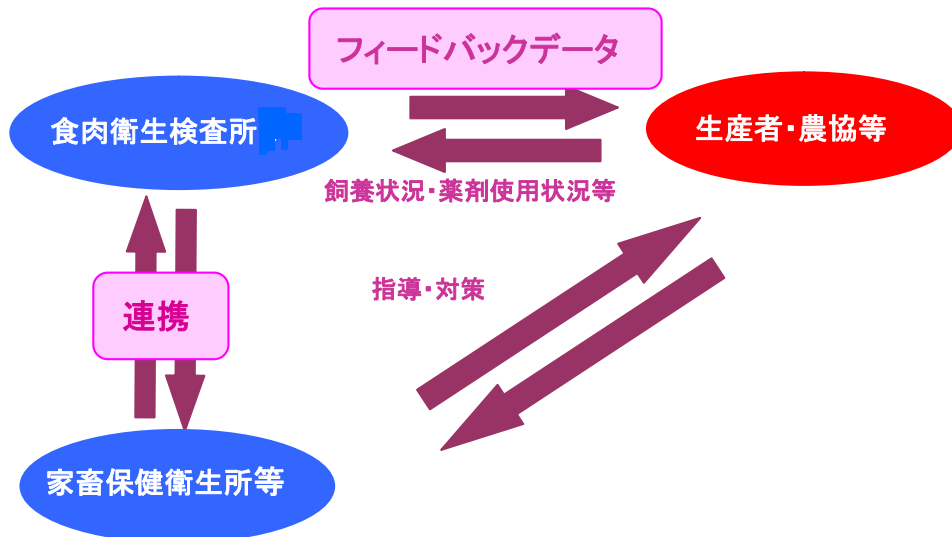 フィードバックデータ
食肉衛生検査所
生産者・農協等
飼養状況・薬剤使用状況等
指導・対策
連携
家畜保健衛生所等